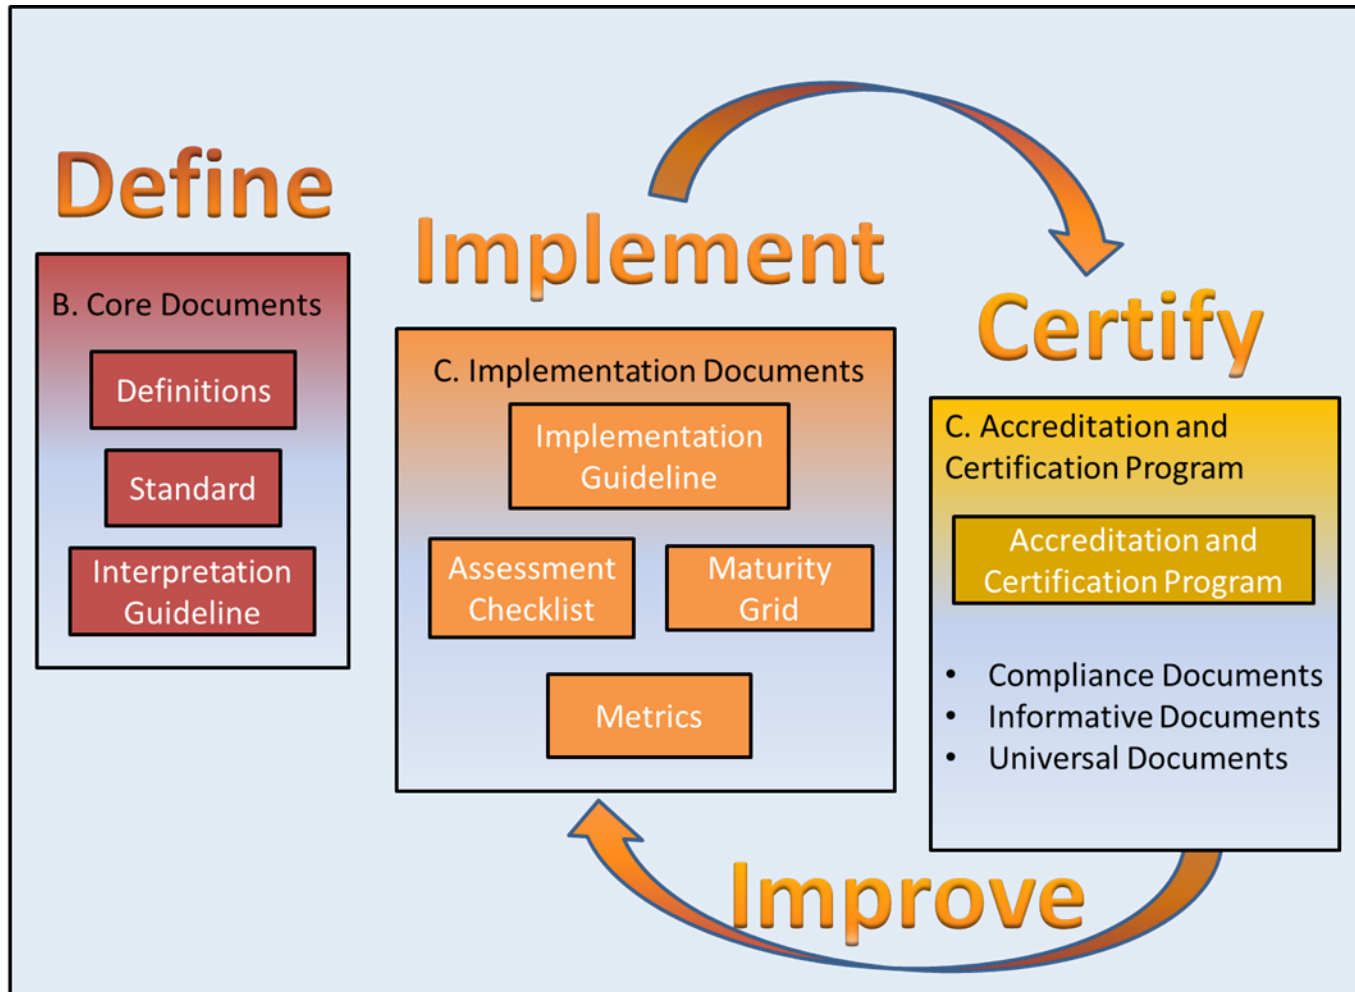 Define
B. Core Documents
Definitions
Standard
Interpretation
Guideline
Implement
C. Implementation Documents
Implementation
Guideline
Assessment
Checklist
Maturity
Grid
Metrics
Certify
C. Accreditation and
Certification Program
Accreditation and
Certification Program
• Compliance Documents
• Informative Documents
• Universal Documents
Improve